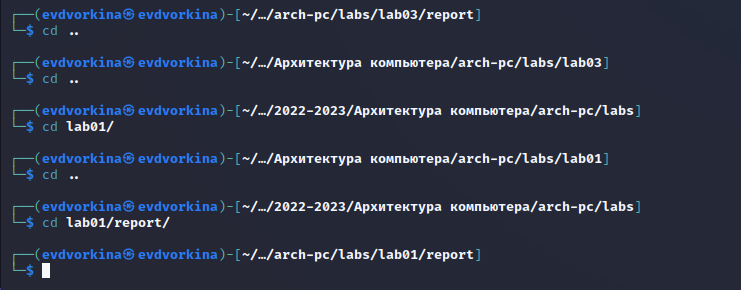 ┌──(evdvorkina㉿evdvorkina)-[~/…/arch-pc/labs/lab03/report]
└─$ cd ..
┌──(evdvorkina㉿evdvorkina)-[~/…/Архитектура компьютера/arch-pc/labs/lab03]
└─$ cd ..
┌──(evdvorkina㉿evdvorkina)-[~/…/2022-2023/Архитектура компьютера/arch-pc/labs]
└─$ cd lab01/
┌──(evdvorkina㉿evdvorkina)-[~/…/Архитектура компьютера/arch-pc/labs/lab01]
└─$ cd ..
┌──(evdvorkina㉿evdvorkina)-[~/…/2022-2023/Архитектура компьютера/arch-pc/labs]
└─$ cd lab01/report/
┌──(evdvorkina㉿evdvorkina)-[~/…/arch-pc/labs/lab01/report]
└─$